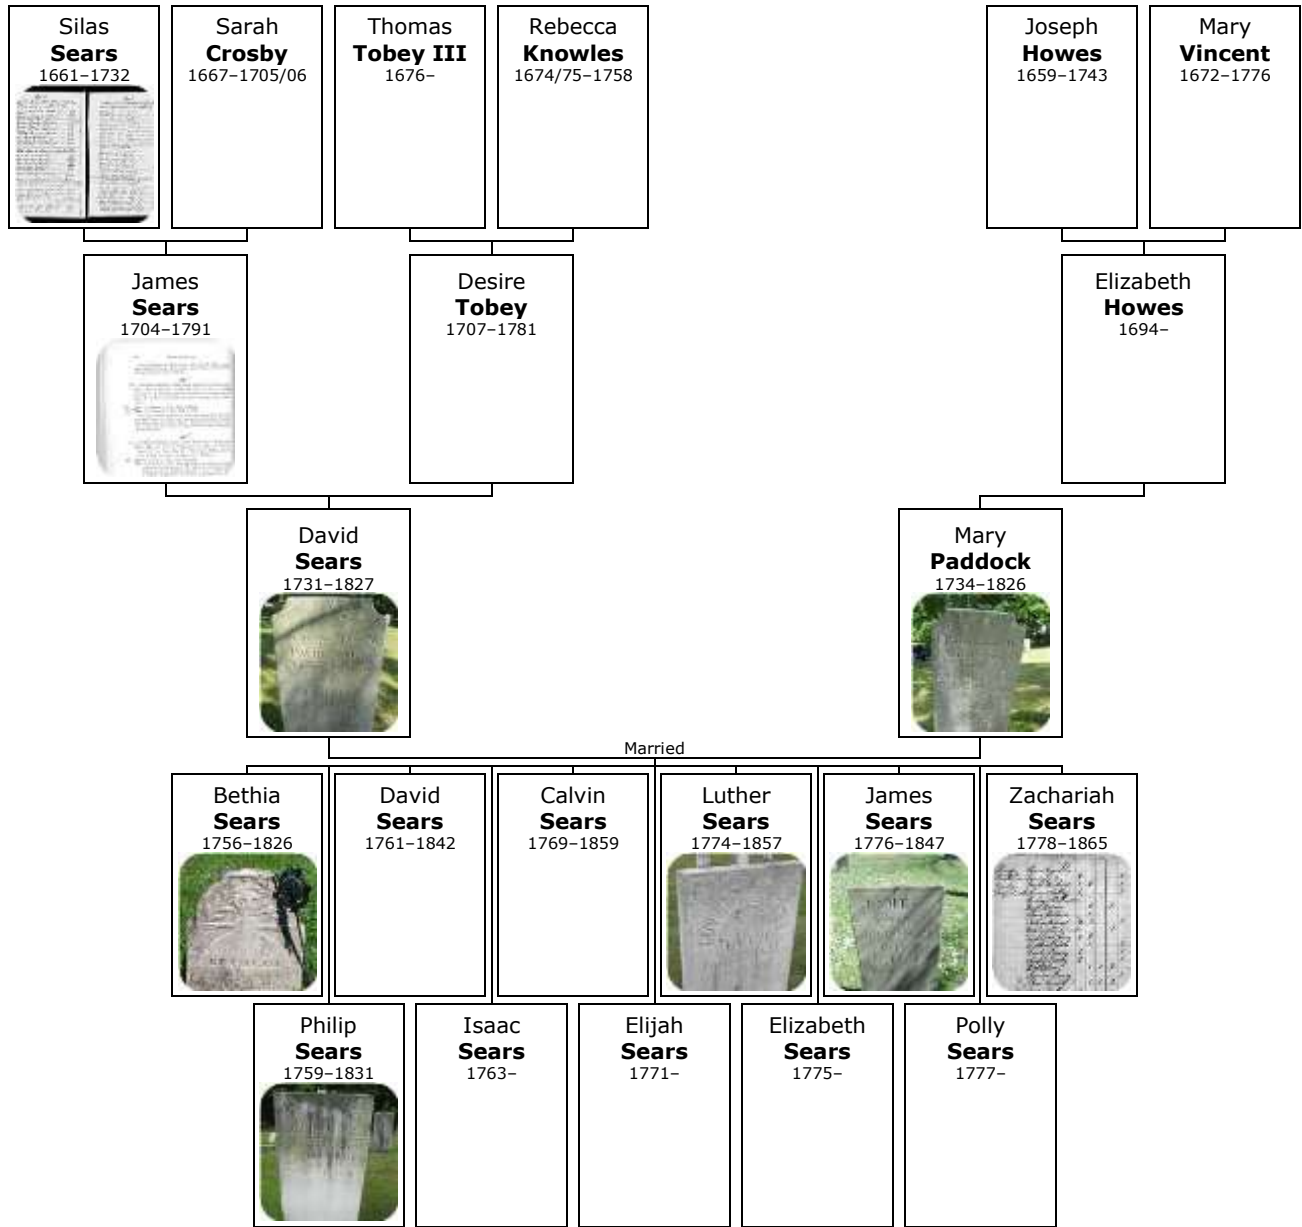 Silas
Sears
1661–1732
Sarah
Crosby
1667–1705/06
Thomas
Tobey III
1676–
Rebecca
Knowles
1674/75–1758
Joseph
Howes
1659–1743
Mary
Vincent
1672–1776
James
Sears
1704–1791
Desire
Tobey
1707–1781
Elizabeth
Howes
1694–
David
Sears
1731–1827
Mary
Paddock
1734–1826
Married
Bethia
Sears
1756–1826
David
Sears
1761–1842
Calvin
Sears
1769–1859
Luther
Sears
1774–1857
James
Sears
1776–1847
Zachariah
Sears
1778–1865
Philip
Sears
1759–1831
Isaac
Sears
1763–
Elijah
Sears
1771–
Elizabeth
Sears
1775–
Polly
Sears
1777–